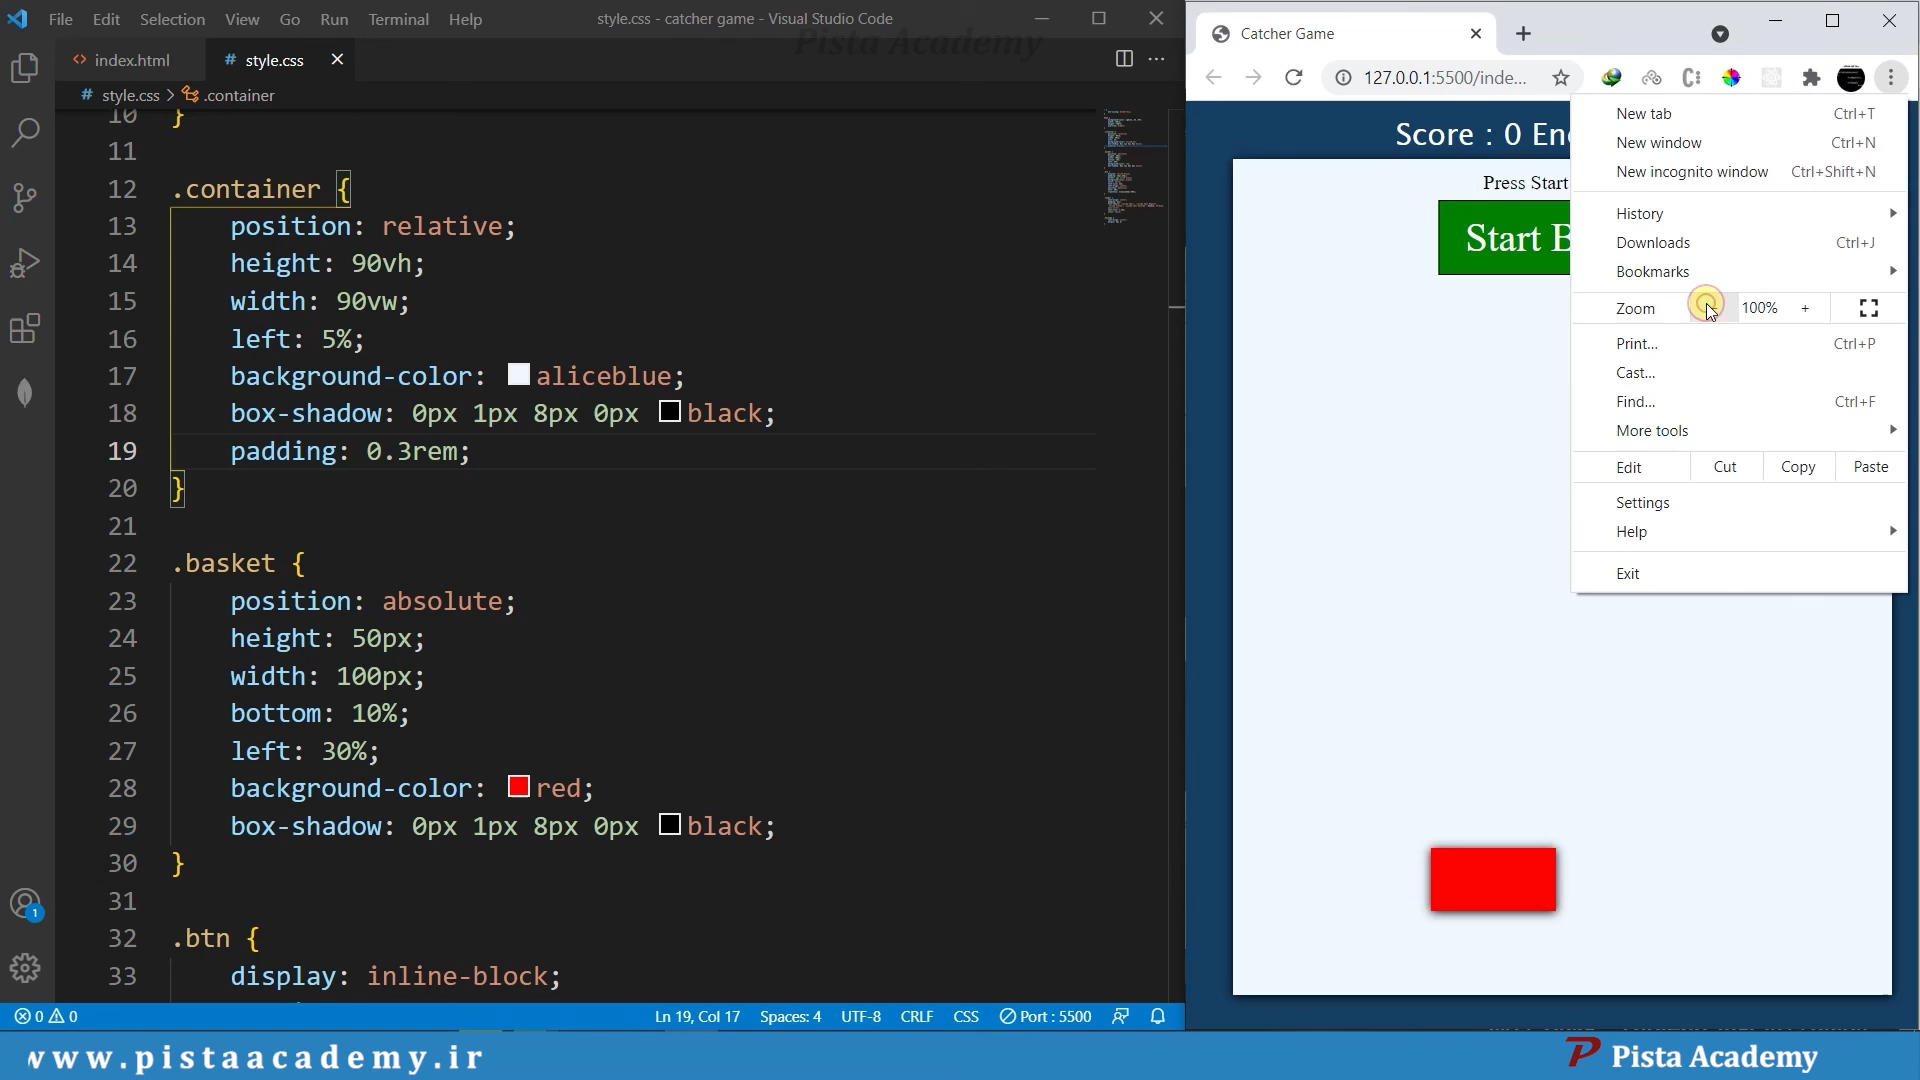 File Edit Selection View Go Run Terminal Help
style.css - catcher game - Visual Studio Code
Pista Academy
<> index.html
# style.css
# style.css > .container
10 }
11
12 .container {
13 position: relative;
14 height: 90vh;
15 width: 90vw;
16 left: 5%;
17 background-color: aliceblue;
18 box-shadow: 0px 1px 8px 0px black;
19 padding: 0.3rem;
20 }
21
22 .basket {
23 position: absolute;
24 height: 50px;
25 width: 100px;
26 bottom: 10%;
27 left: 30%;
28 background-color: red;
29 box-shadow: 0px 1px 8px 0px black;
30 }
31
32 .btn {
33 display: inline-block;
1
0 0
Ln 19, Col 17 Spaces: 4 UTF-8 CRLF CSS Port : 5500
Catcher Game
127.0.0.1:5500/inde...
Score : 0 En
Press Start
Start B
New tab Ctrl+T
New window Ctrl+N
New incognito window Ctrl+Shift+N
History
Downloads Ctrl+J
Bookmarks
Zoom 100% +
Print... Ctrl+P
Cast...
Find... Ctrl+F
More tools
Edit Cut Copy Paste
Settings
Help
Exit
www.pistaacademy.ir
Pista Academy